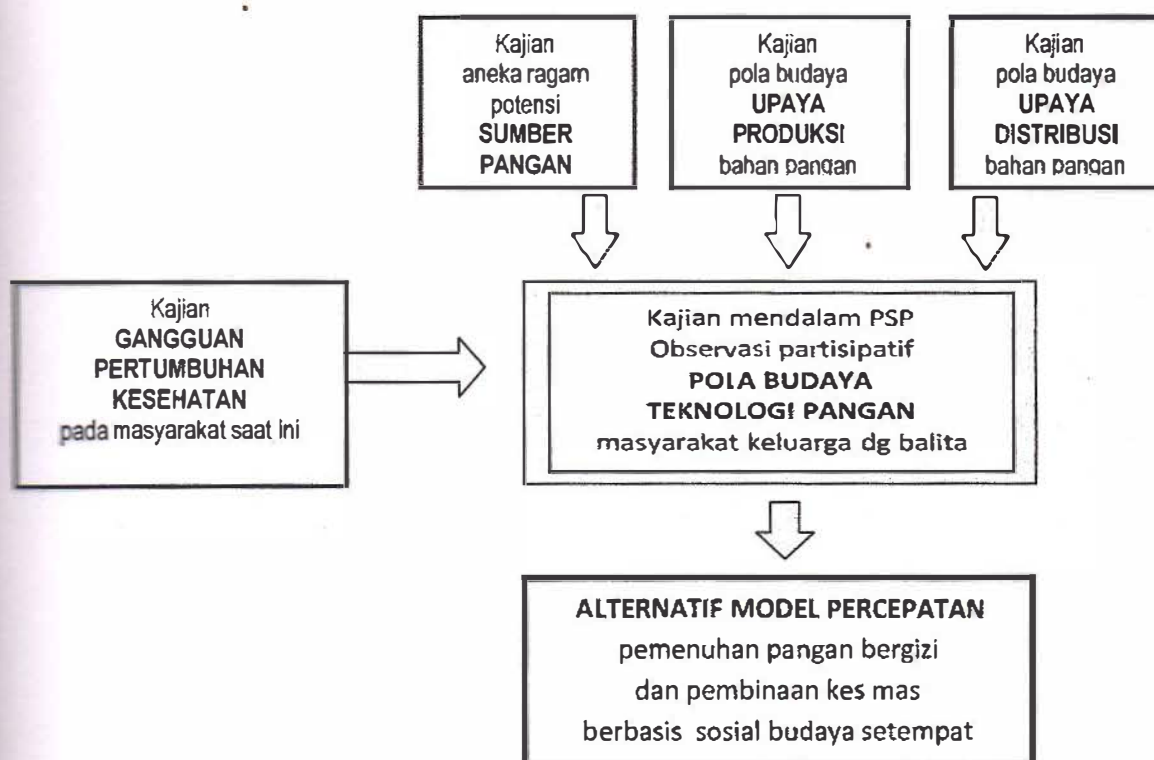 Kajian
aneka ragam
potensi
SUMBER
PANGAN
Kajian
pola budaya
UPAYA
PRODUKSI
bahan pangan
Kajian
pola budaya
UPAYA
DISTRIBUSI
bahan pangan
Kajian
GANGGUAN
PERTUMBUHAN
KESEHATAN
pada masyarakat saat ini
Kajian mendalam PSP
Observasi partisipatif
POLA BUDAYA
TEKNOLOGI PANGAN
masyarakat keluarga dg balita
ALTERNATIF MODEL PERCEPATAN
pemenuhan pangan bergizi
dan pembinaan kes mas
berbasis sosial budaya setempat